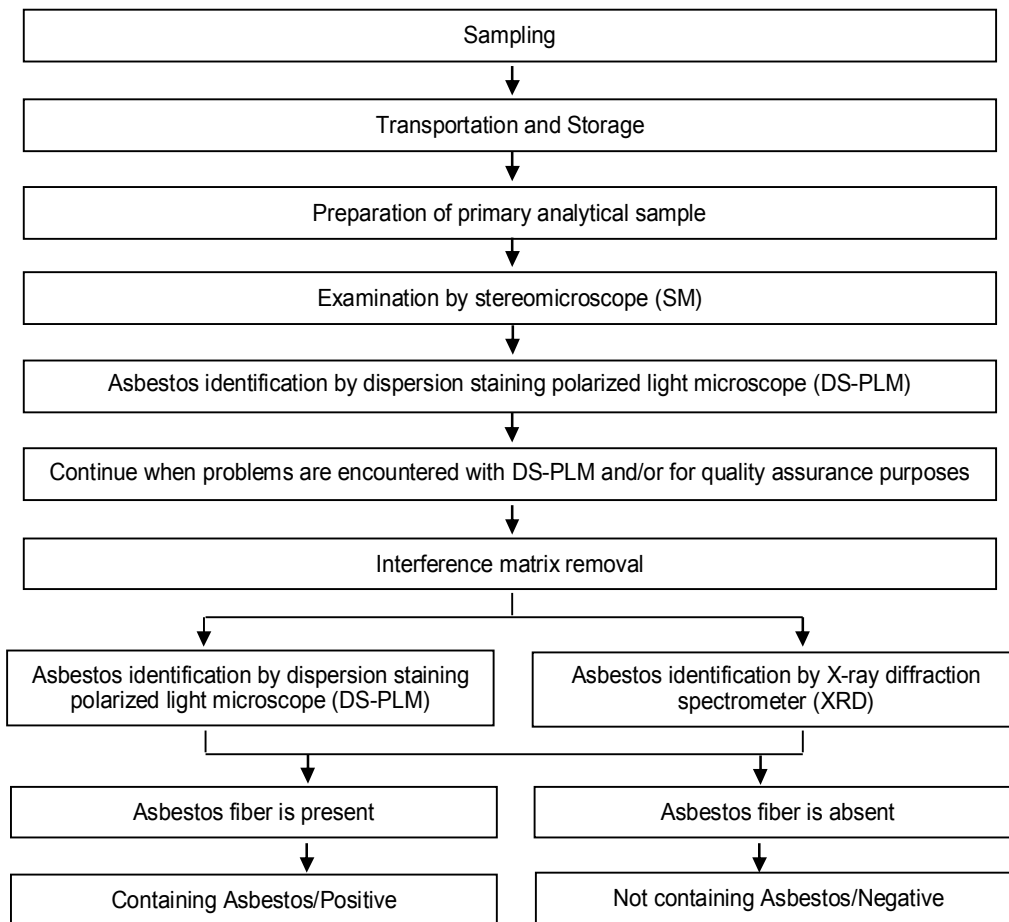 Sampling
Transportation and Storage
Preparation of primary analytical sample
Examination by stereomicroscope (SM)
Asbestos identification by dispersion staining polarized light microscope (DS-PLM)
Continue when problems are encountered with DS-PLM and/or for quality assurance purposes
Interference matrix removal
Asbestos identification by dispersion staining
polarized light microscope (DS-PLM)
Asbestos identification by X-ray diffraction
spectrometer (XRD)
Asbestos fiber is present
Asbestos fiber is absent
Containing Asbestos/Positive
Not containing Asbestos/Negative